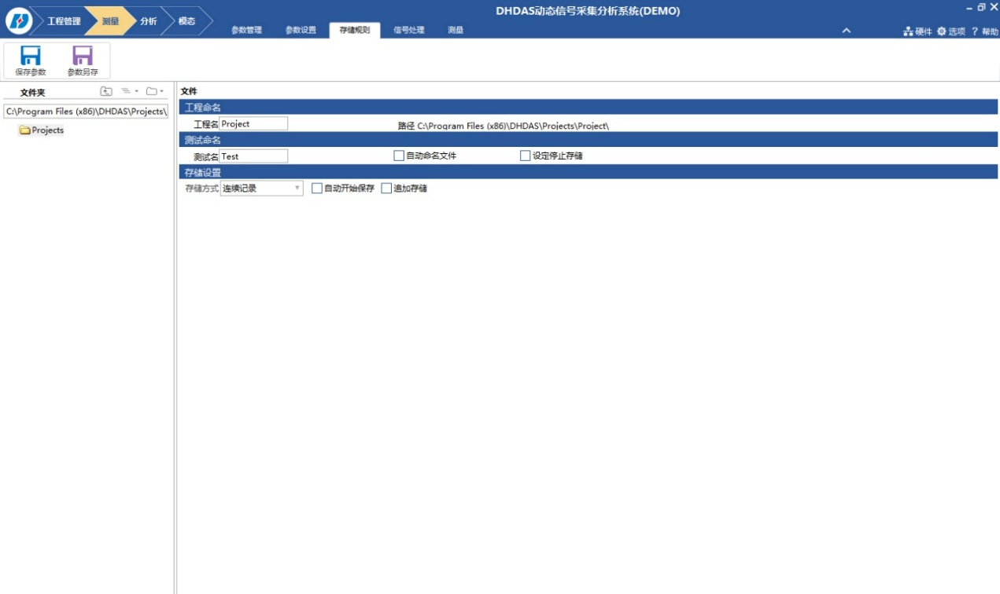 DHDAS动态信号采集分析系统(DEMO)
工程管理 测量 分析 模态
参数管理 参数设置 存储规则 信号处理 测量 硬件 选项 ? 帮助
保存参数 参数另存
文件夹
C:\Program Files (x86)\DHDAS\Projects\
Projects
文件
工程命名
工程名 Project 路径 C:\Program Files (x86)\DHDAS\Projects\Project\
测试命名
测试名 Test 自动命名文件 设定停止存储
存储设置
存储方式 连续记录 自动开始保存 追加存储